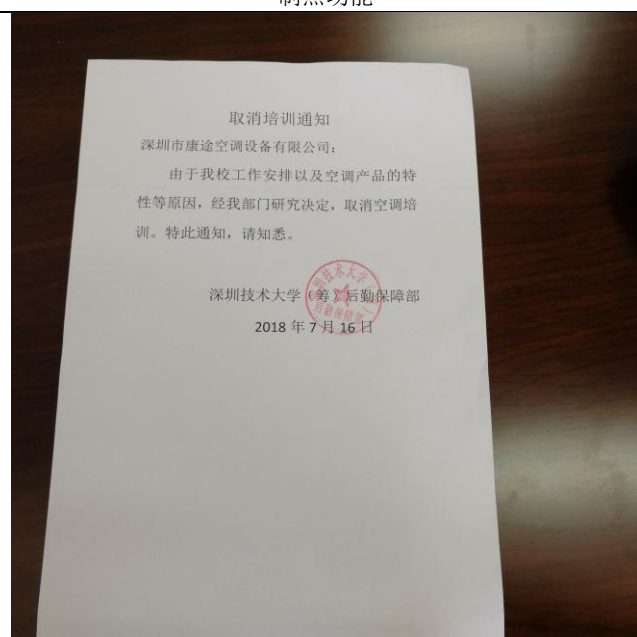 制热功能
取消培训通知
深圳市康途空调设备有限公司：
由于我校工作安排以及空调产品的特
性等原因，经我部门研究决定，取消空调培
训。特此通知，请知悉。
深圳技术大学（筹）后勤保障部
2018 年 7 月 16 日